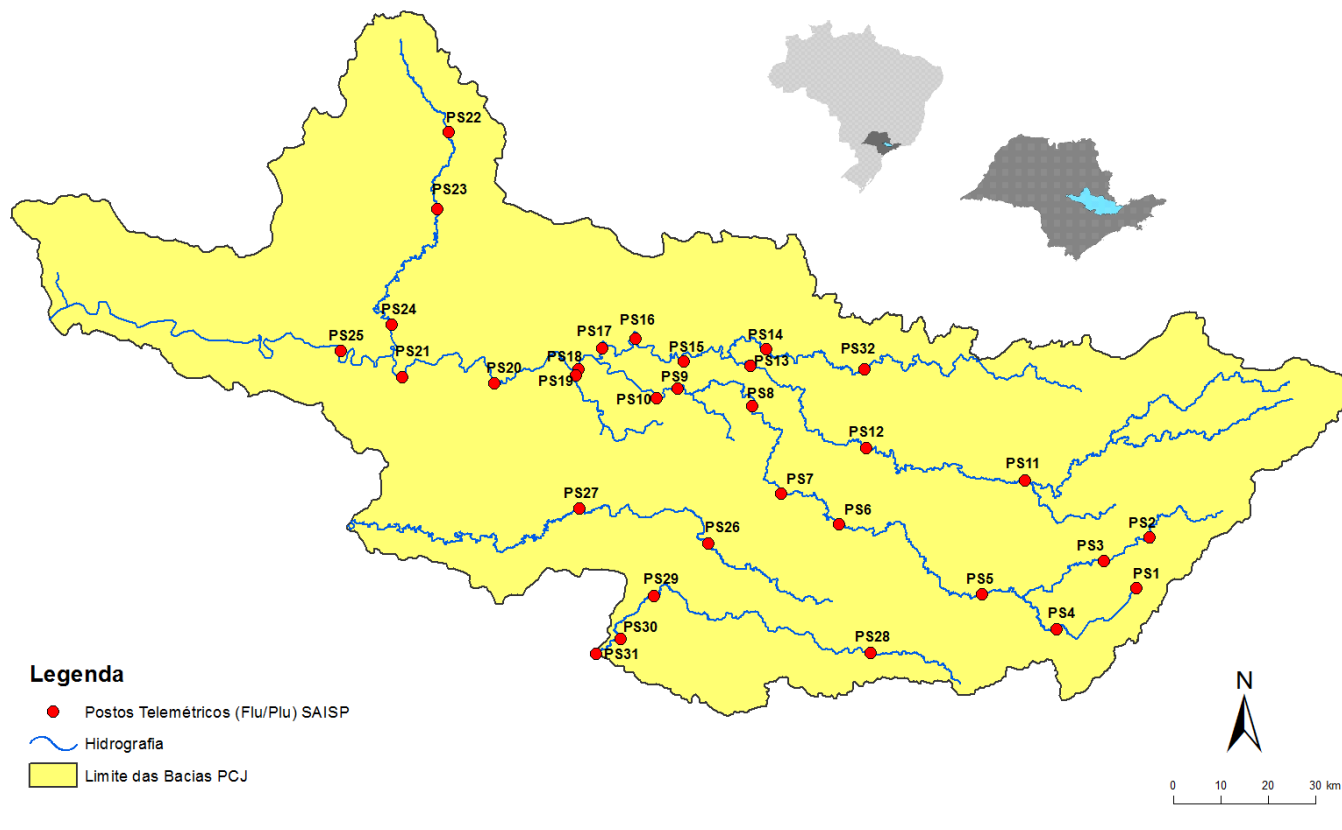 PS22
PS23
PS24
PS25
PS21
PS20
PS17
PS16
PS18
PS19
PS15
PS14
PS13
PS32
PS9
PS10
PS8
PS12
PS11
PS7
PS6
PS27
PS26
PS2
PS3
PS1
PS5
PS4
PS29
PS30
PS31
PS28
Legenda
Postos Telemétricos (Flu/Plu) SAISP
Hidrografia
Limite das Bacias PCJ
N
0 10 20 30 km